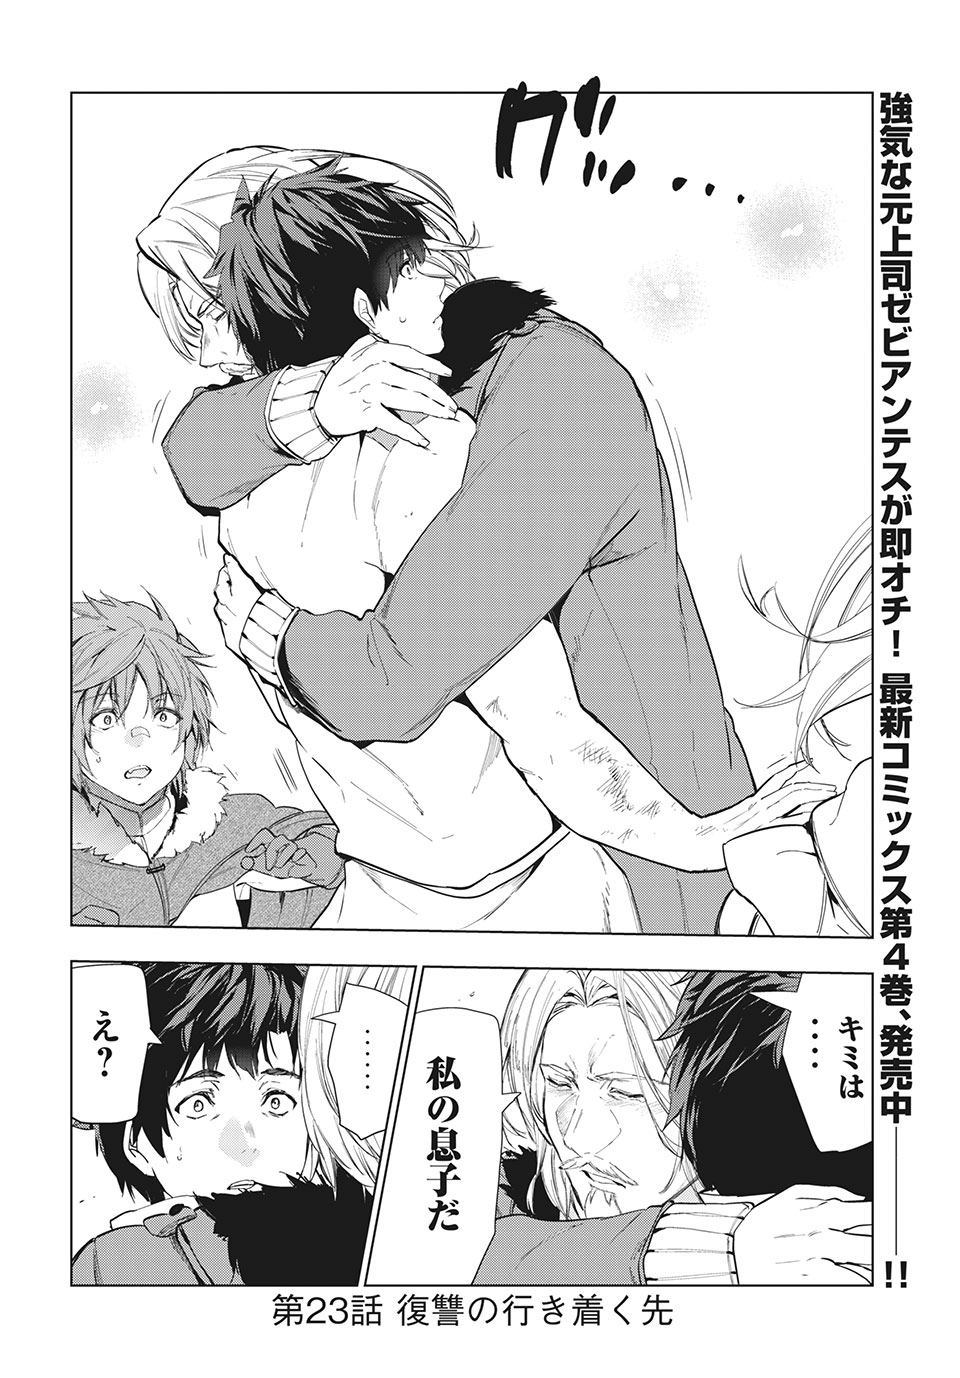 強気な元上司ゼビアンテスが即オチ! 最新コミックス第4巻、発売中――!!
グッ...
キミは
・・・・
私の息子だ
・・・・・・
え?
第23話 復讐の行き着く先